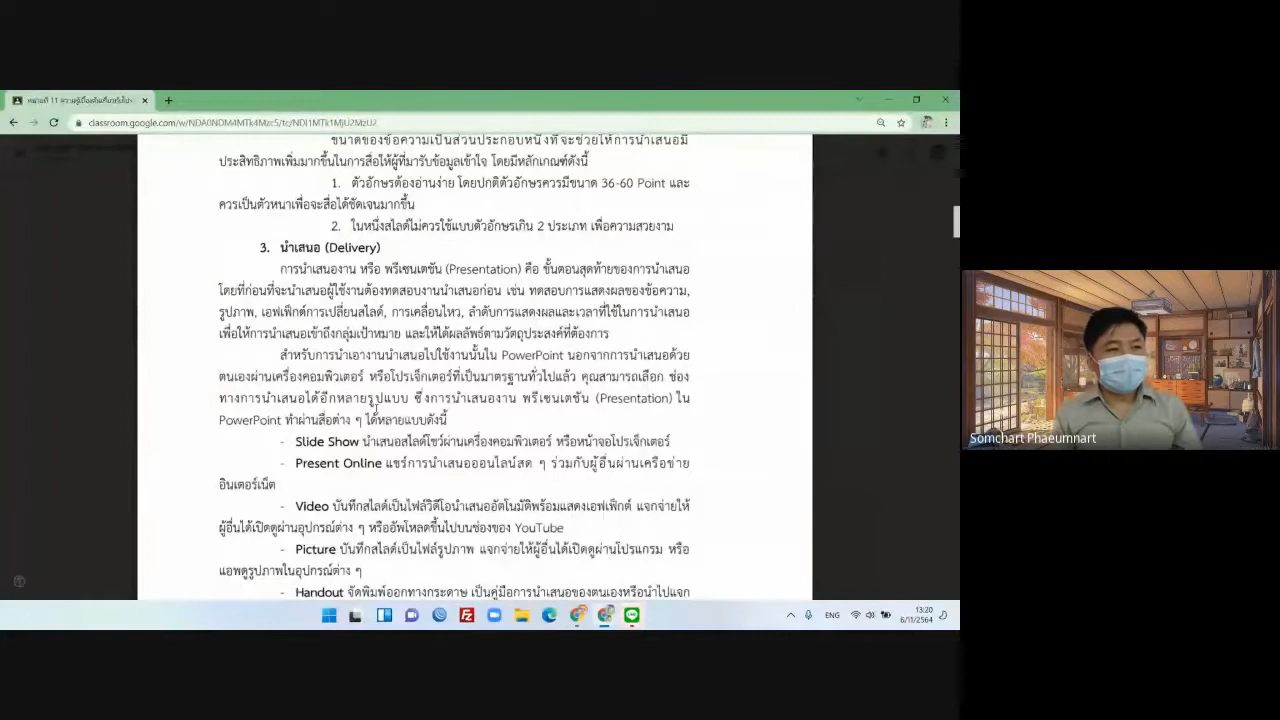 หน่วยที่ 11 ความรู้เบื้องต้นเกี่ยวกับโปร
classroom.google.com/w/NDA0NDM4MTk4Mzc5/tc/NDI1MTk1MjU2MzU2
ขนาดของข้อความเป็นส่วนประกอบหนึ่งที่จะช่วยให้การนำเสนอมี
ประสิทธิภาพเพิ่มมากขึ้นในการสื่อให้ผู้ที่มารับข้อมูลเข้าใจ โดยมีหลักเกณฑ์ดังนี้
1. ตัวอักษรต้องอ่านง่าย โดยปกติตัวอักษรควรมีขนาด 36-60 Point และ
ควรเป็นตัวหนาเพื่อจะสื่อได้ชัดเจนมากขึ้น
2. ในหนึ่งสไลด์ไม่ควรใช้แบบตัวอักษรเกิน 2 ประเภท เพื่อความสวยงาม
3. นำเสนอ (Delivery)
การนำเสนองาน หรือ พรีเซนเตชัน (Presentation) คือ ขั้นตอนสุดท้ายของการนำเสนอ
โดยที่ก่อนที่จะนำเสนอผู้ใช้งานต้องทดสอบงานนำเสนอก่อน เช่น ทดสอบการแสดงผลของข้อความ,
รูปภาพ, เอฟเฟ็กต์การเปลี่ยนสไลด์, การเคลื่อนไหว, ลำดับการแสดงผลและเวลาที่ใช้ในการนำเสนอ
เพื่อให้การนำเสนอเข้าถึงกลุ่มเป้าหมาย และให้ได้ผลลัพธ์ตามวัตถุประสงค์ที่ต้องการ
สำหรับการนำเอางานนำเสนอไปใช้งานนั้นใน PowerPoint นอกจากการนำเสนอด้วย
ตนเองผ่านเครื่องคอมพิวเตอร์ หรือโปรเจ็กเตอร์ที่เป็นมาตรฐานทั่วไปแล้ว คุณสามารถเลือก ช่อง
ทางการนำเสนอได้อีกหลายรูปแบบ ซึ่งการนำเสนองาน พรีเซนเตชัน (Presentation) ใน
PowerPoint ทำผ่านสื่อต่าง ๆ ได้หลายแบบดังนี้
- Slide Show นำเสนอสไลด์โชว์ผ่านเครื่องคอมพิวเตอร์ หรือหน้าจอโปรเจ็กเตอร์
- Present Online แชร์การนำเสนอออนไลน์สด ๆ ร่วมกับผู้อื่นผ่านเครือข่าย
อินเตอร์เน็ต
- Video บันทึกสไลด์เป็นไฟล์วิดีโอนำเสนออัตโนมัติพร้อมแสดงเอฟเฟ็กต์ แจกจ่ายให้
ผู้อื่นได้เปิดดูผ่านอุปกรณ์ต่าง ๆ หรืออัพโหลดขึ้นไปบนช่องของ YouTube
- Picture บันทึกสไลด์เป็นไฟล์รูปภาพ แจกจ่ายให้ผู้อื่นได้เปิดดูผ่านโปรแกรม หรือ
แอพดูรูปภาพในอุปกรณ์ต่าง ๆ
- Handout จัดพิมพ์ออกทางกระดาษ เป็นคู่มือการนำเสนอของตนเองหรือนำไปแจก
ENG
13:20
6/11/2564
Somchart Phaeumnart